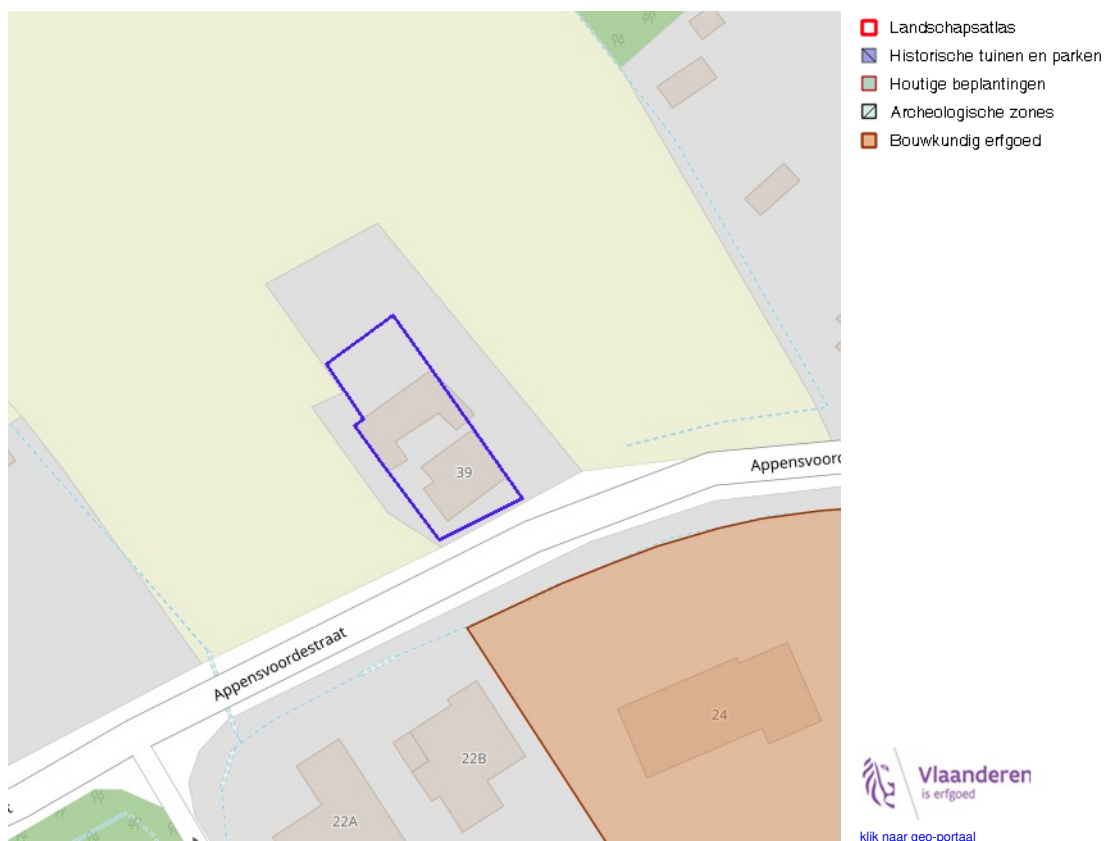 Landschapsatlas
Historische tuinen en parken
Houtige beplantingen
Archeologische zones
Bouwkundig erfgoed
39
Appensvoord
Appensvoordestraat
24
22B
22A
Vlaanderen
is erfgoed
klik naar geo-portaal